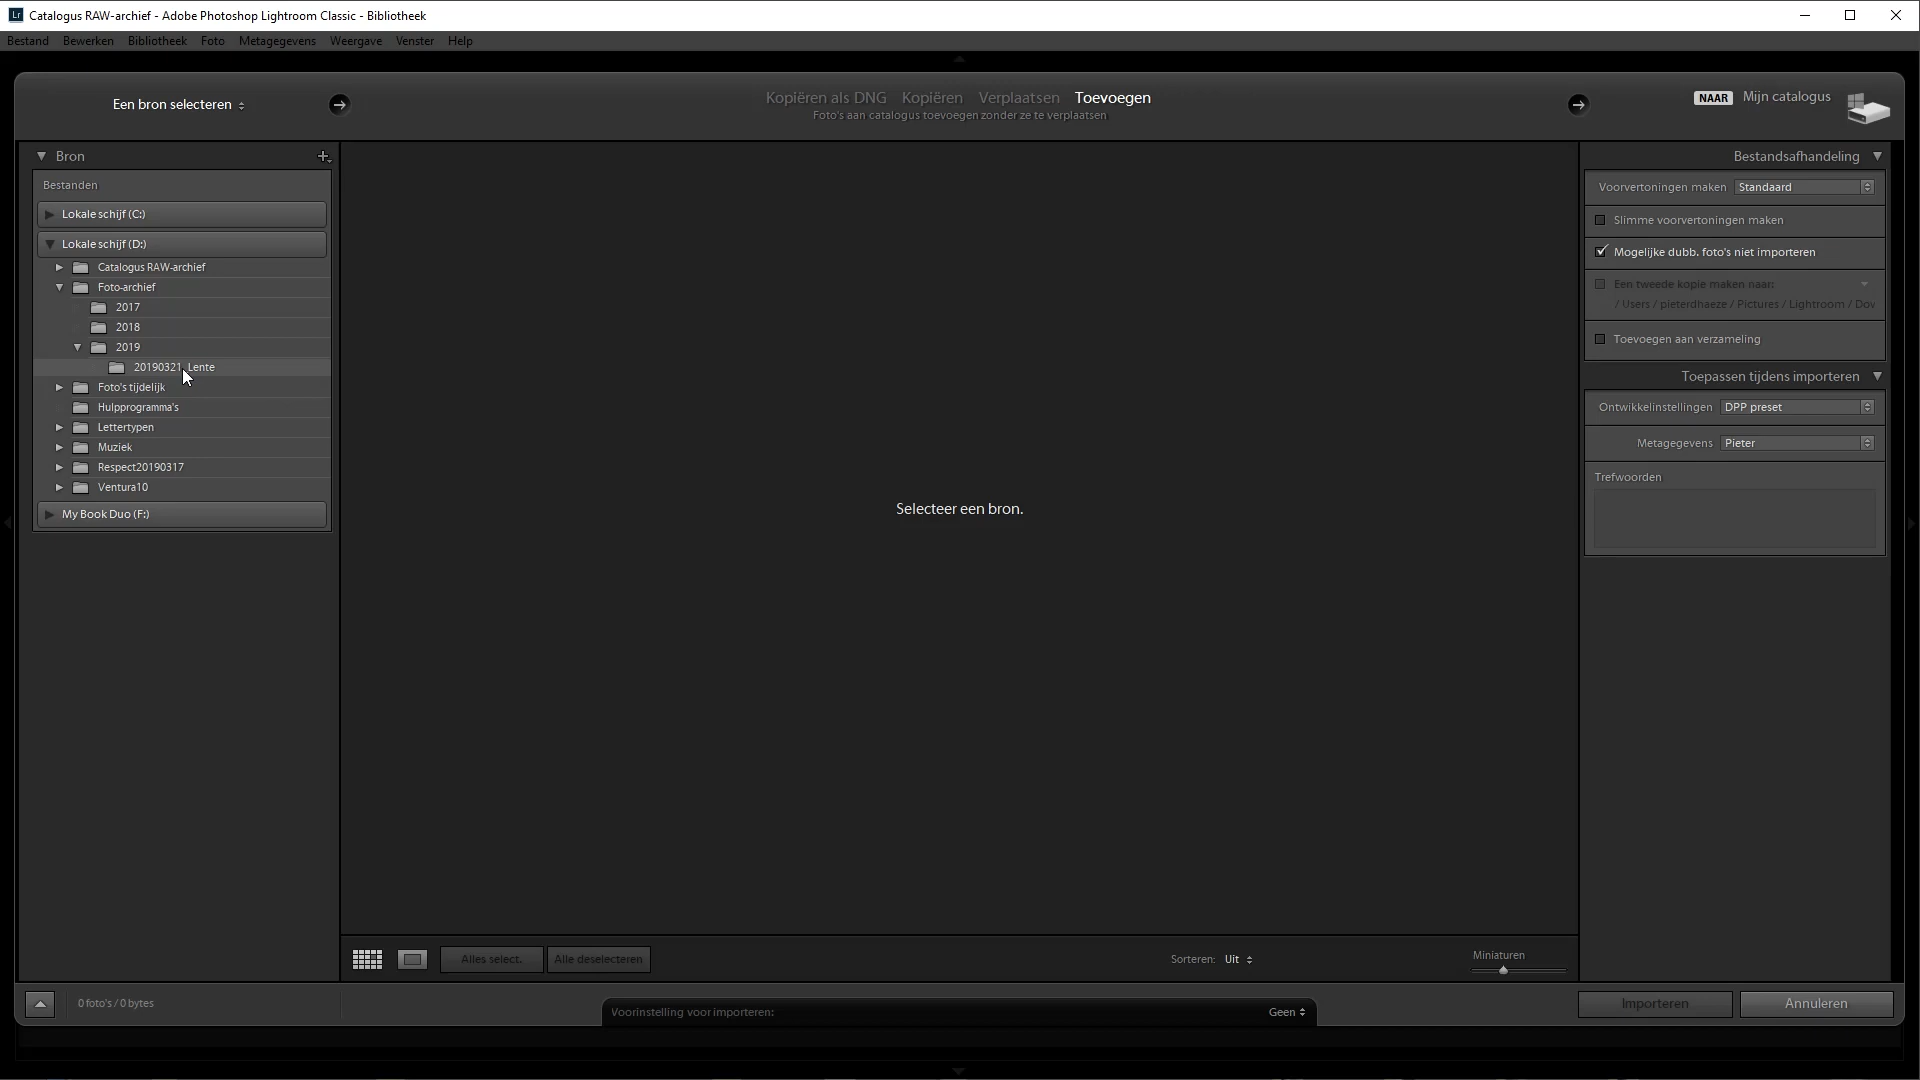 Lr Catalogus RAW-archief - Adobe Photoshop Lightroom Classic - Bibliotheek
Bestand Bewerken Bibliotheek Foto Metagegevens Weergave Venster Help
Een bron selecteren
Kopiëren als DNG Kopiëren Verplaatsen Toevoegen
Foto's aan catalogus toevoegen zonder ze te verplaatsen
NAAR Mijn catalogus
Bron
Bestanden
Lokale schijf (C:)
Lokale schijf (D:)
Catalogus RAW-archief
Foto-archief
2017
2018
2019
20190321_Lente
Foto's tijdelijk
Hulpprogramma's
Lettertypen
Muziek
Respect20190317
Ventura10
My Book Duo (F:)
Selecteer een bron.
Bestandsafhandeling
Voorvertoningen maken Standaard
Slimme voorvertoningen maken
Mogelijke dubb. foto's niet importeren
Een tweede kopie maken naar:
/ Users / pieterdhaeze / Pictures / Lightroom / Dov
Toevoegen aan verzameling
Toepassen tijdens importeren
Ontwikkelinstellingen DPP preset
Metagegevens Pieter
Trefwoorden
Alles select. Alle deselecteren
Sorteren: Uit
Miniaturen
0 foto's / 0 bytes
Voorinstelling voor importeren: Geen
Importeren Annuleren